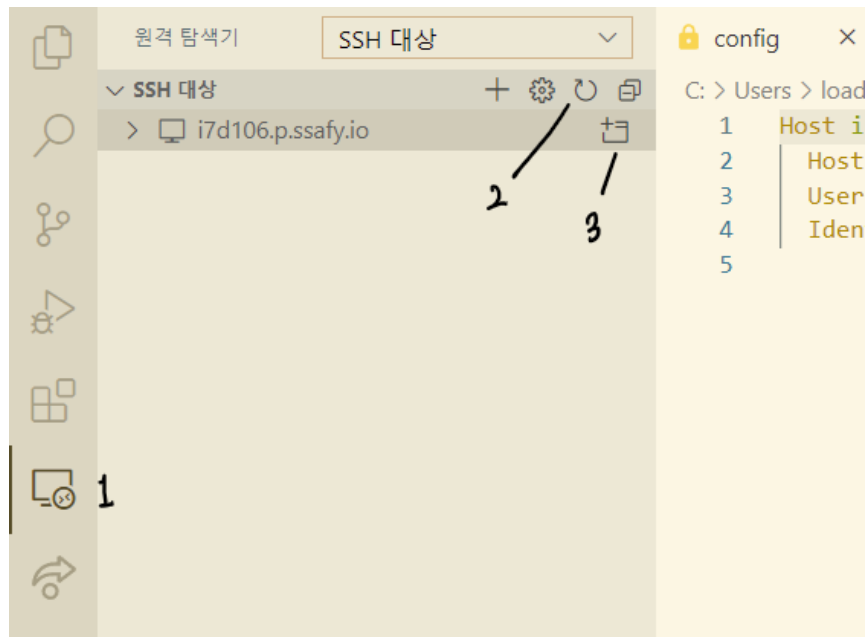 원격 탐색기
SSH 대상
config
SSH 대상
C: > Users > load
i7d106.p.ssafy.io
1 Host i
2 Host
3 User
4 Iden
5
2
3
1